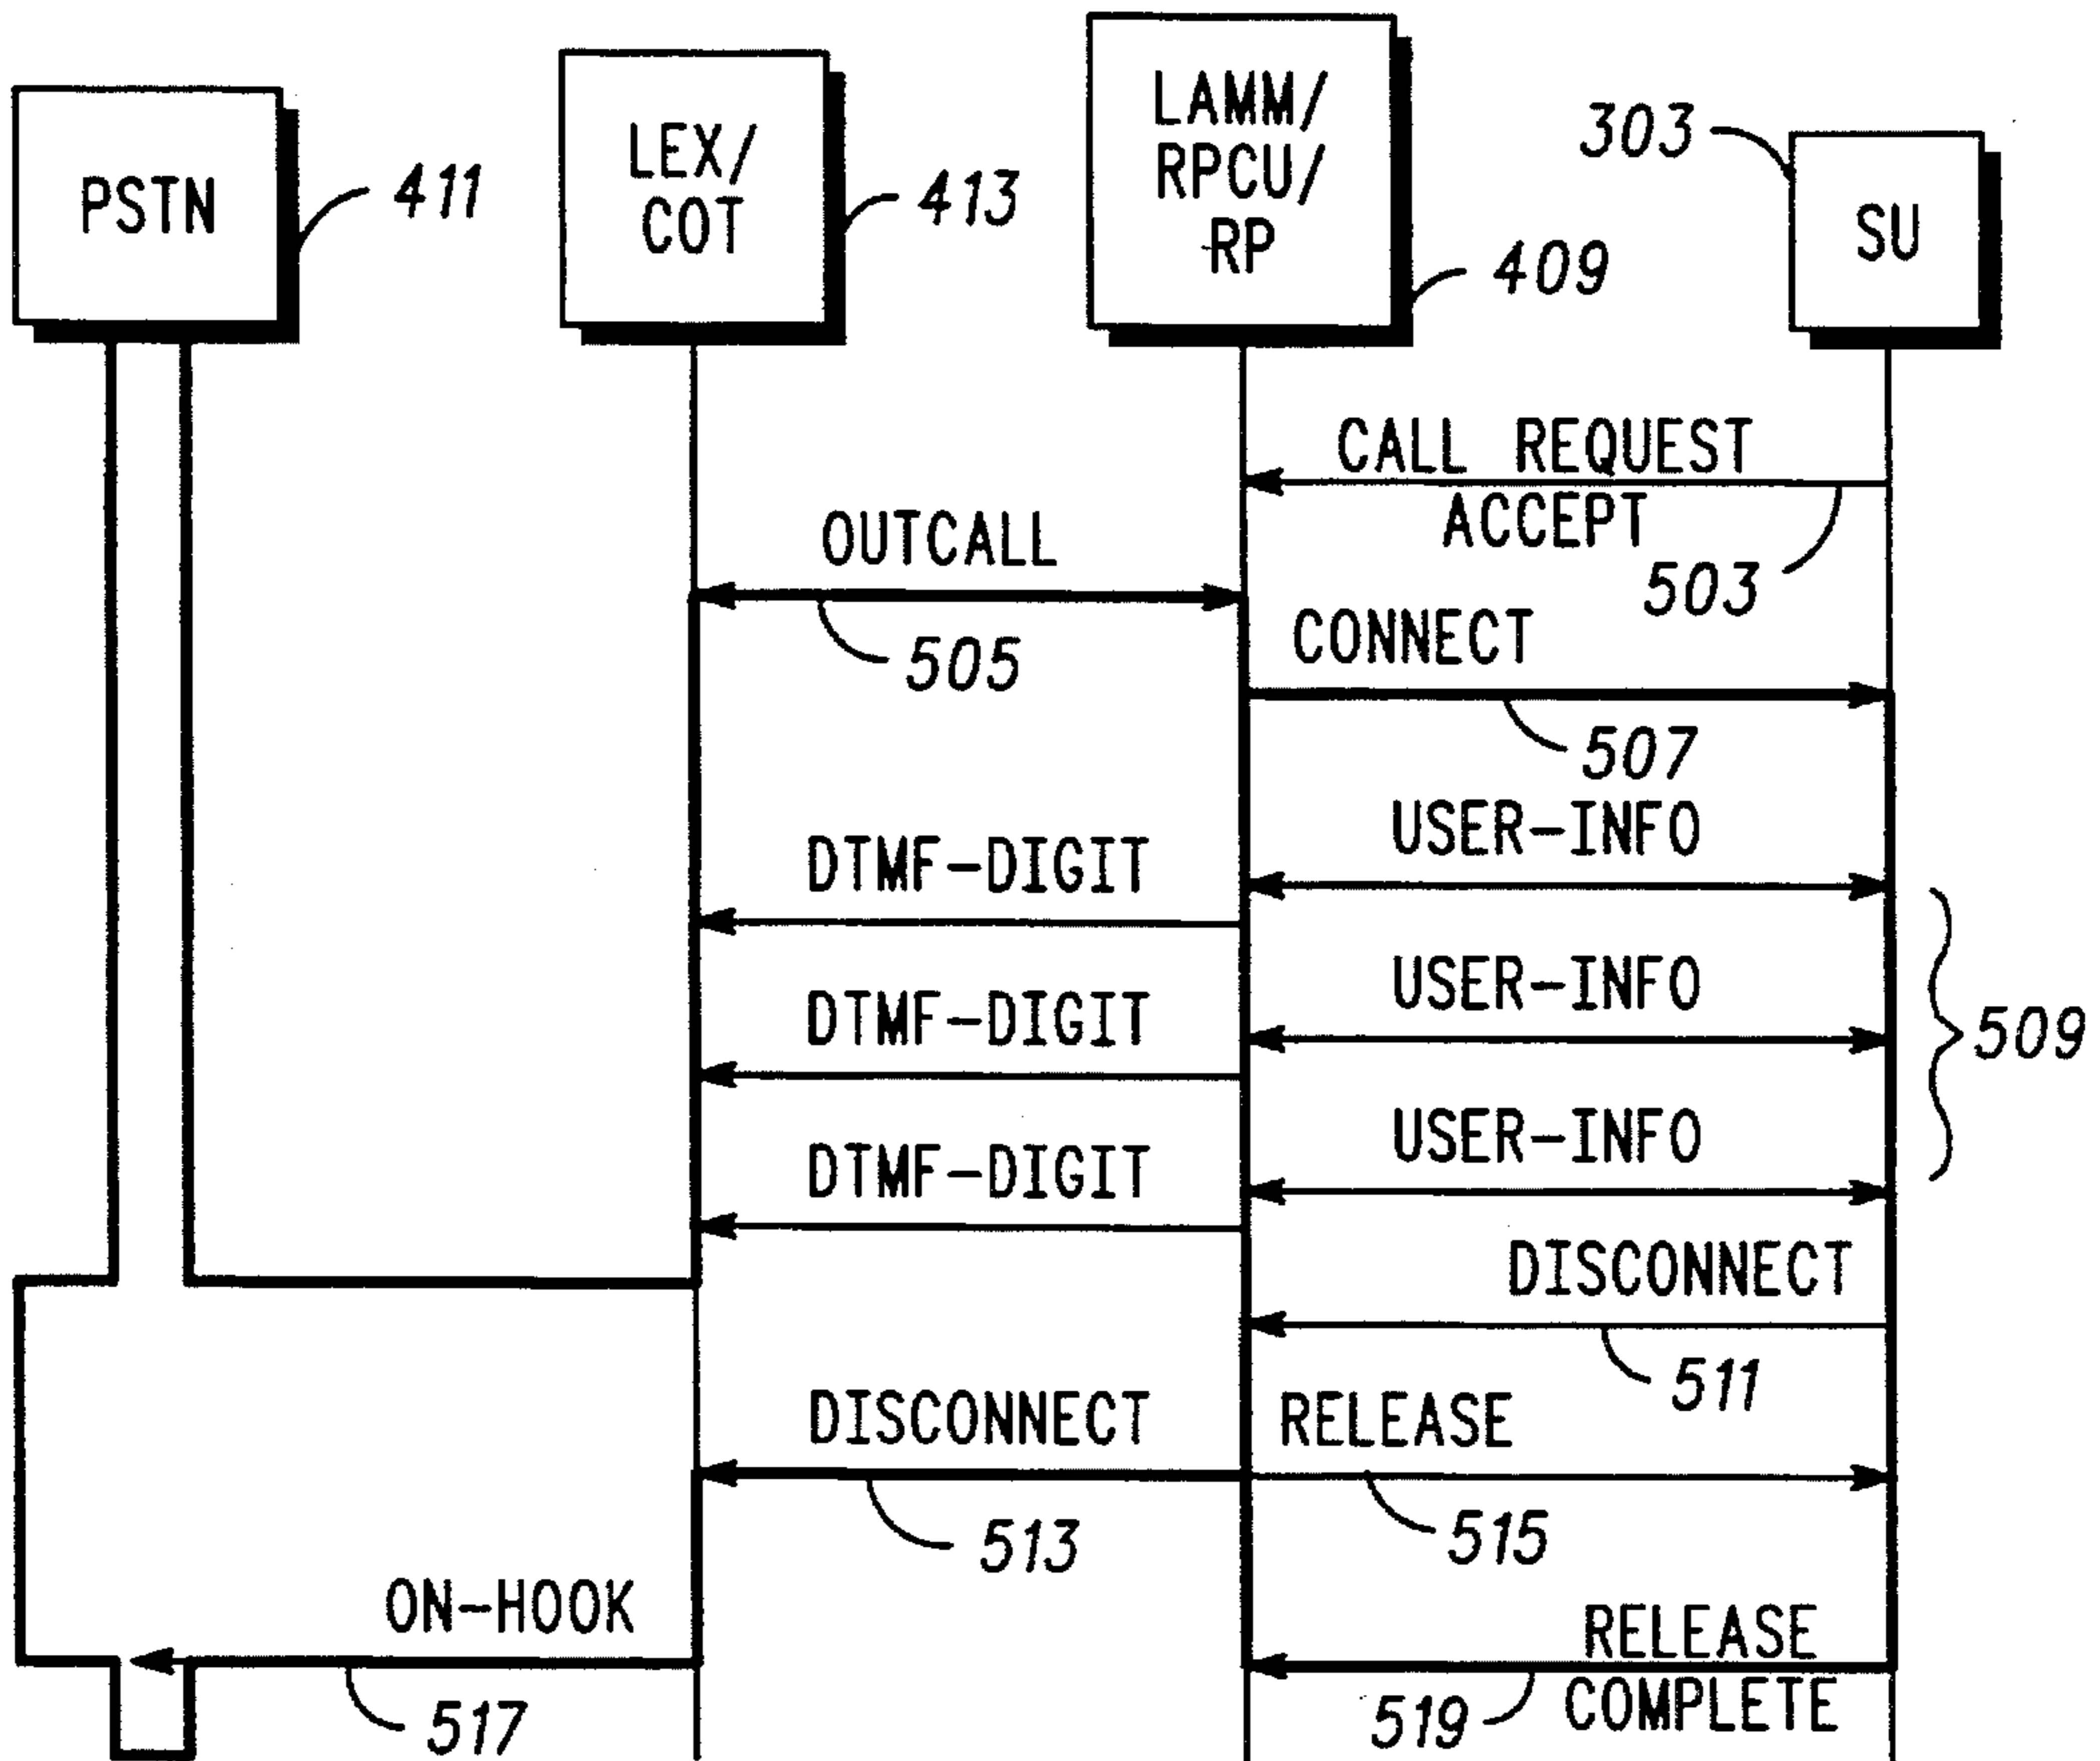 PSTN
411
LEX/
COT
413
LAMM/
RPCU/
RP
409
303
SU
CALL REQUEST
ACCEPT
503
OUTCALL
505
CONNECT
507
USER-INFO
DTMF-DIGIT
USER-INFO
DTMF-DIGIT
509
USER-INFO
DTMF-DIGIT
DISCONNECT
511
DISCONNECT
513
RELEASE
515
ON-HOOK
517
RELEASE
COMPLETE
519